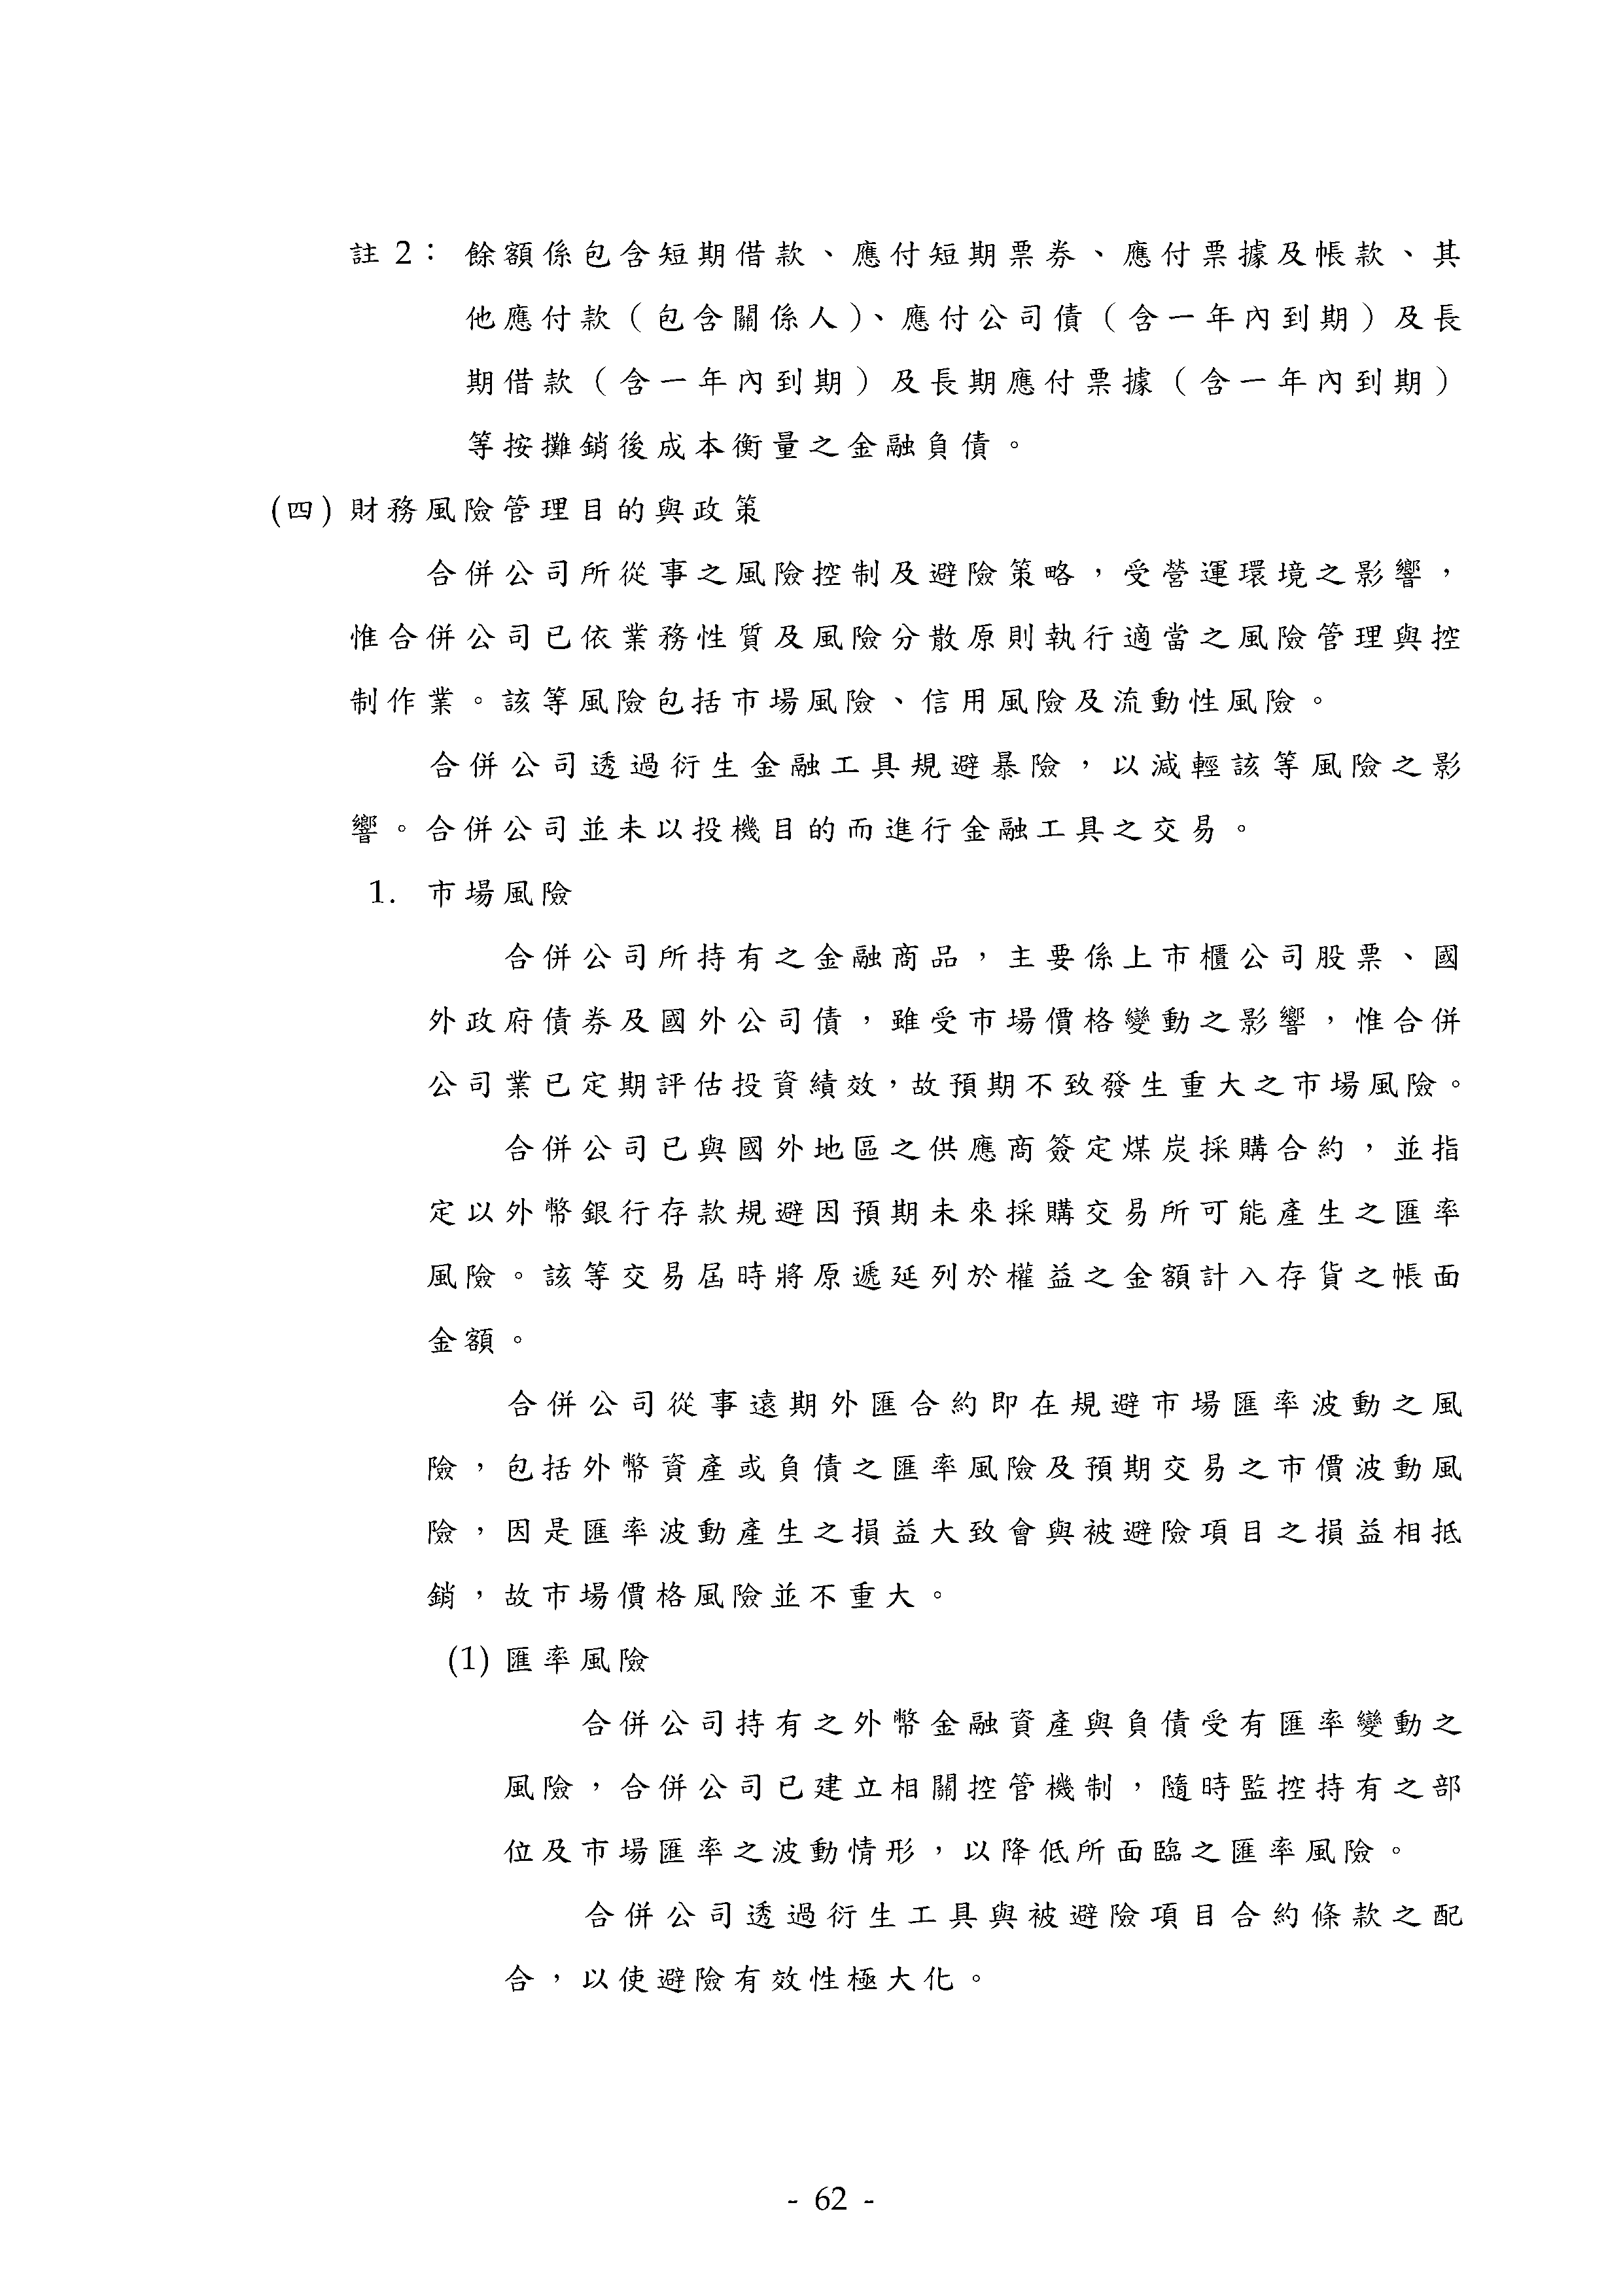 註 2： 餘額係包含短期借款、應付短期票券、應付票據及帳款、其
他應付款（包含關係人）、應付公司債（含一年內到期）及長
期借款（含一年內到期）及長期應付票據（含一年內到期）
等按攤銷後成本衡量之金融負債。
(四) 財務風險管理目的與政策
合併公司所從事之風險控制及避險策略，受營運環境之影響，
惟合併公司已依業務性質及風險分散原則執行適當之風險管理與控
制作業。該等風險包括市場風險、信用風險及流動性風險。
合併公司透過衍生金融工具規避暴險，以減輕該等風險之影
響。合併公司並未以投機目的而進行金融工具之交易。
1. 市場風險
合併公司所持有之金融商品，主要係上市櫃公司股票、國
外政府債券及國外公司債，雖受市場價格變動之影響，惟合併
公司業已定期評估投資績效，故預期不致發生重大之市場風險。
合併公司已與國外地區之供應商簽定煤炭採購合約，並指
定以外幣銀行存款規避因預期未來採購交易所可能產生之匯率
風險。該等交易屆時將原遞延列於權益之金額計入存貨之帳面
金額。
合併公司從事遠期外匯合約即在規避市場匯率波動之風
險，包括外幣資產或負債之匯率風險及預期交易之市價波動風
險，因是匯率波動產生之損益大致會與被避險項目之損益相抵
銷，故市場價格風險並不重大。
(1) 匯率風險
合併公司持有之外幣金融資產與負債受有匯率變動之
風險，合併公司已建立相關控管機制，隨時監控持有之部
位及市場匯率之波動情形，以降低所面臨之匯率風險。
合併公司透過衍生工具與被避險項目合約條款之配
合，以使避險有效性極大化。
- 62 -